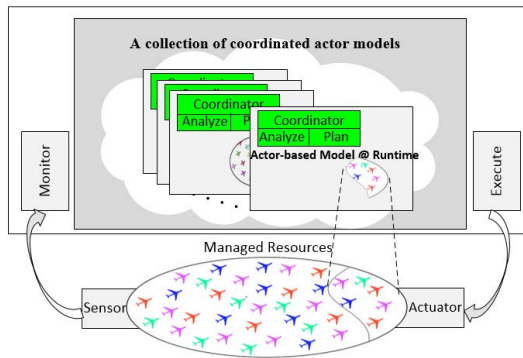 A collection of coordinated actor models
Coordinator
Analyze
Coordinator
Analyze Plan
Actor-based Model @ Runtime
. . . .
Monitor
Execute
Managed Resources
Sensor
Actuator